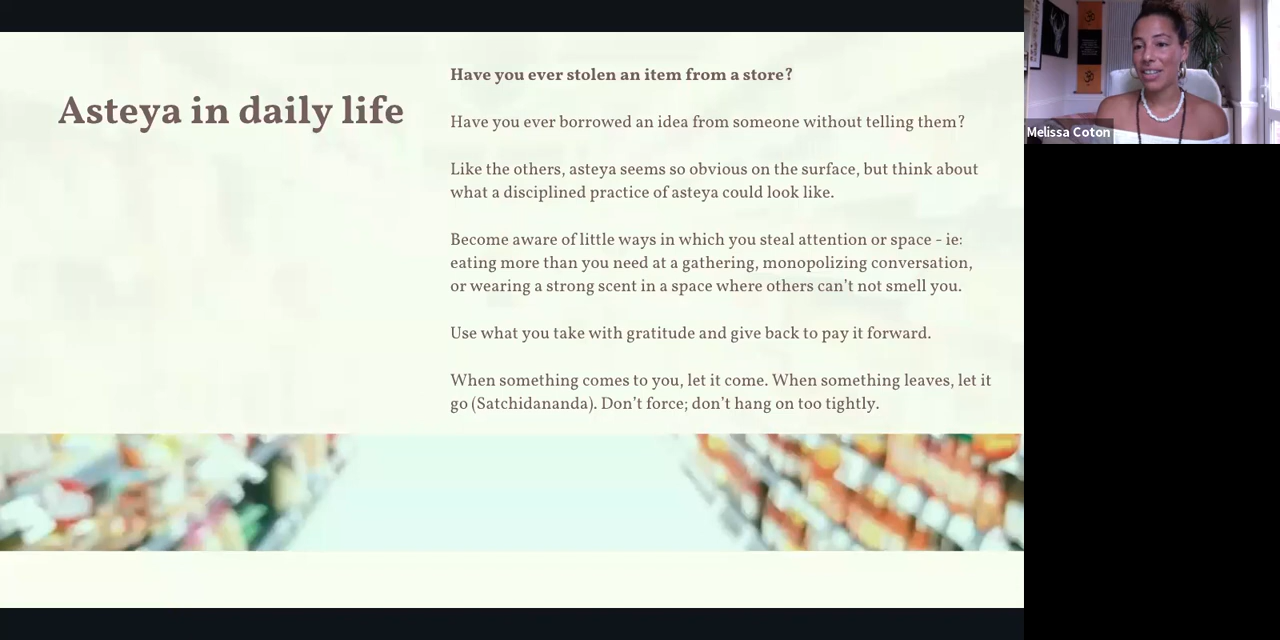 Asteya in daily life
Have you ever stolen an item from a store?
Have you ever borrowed an idea from someone without telling them?
Like the others, asteya seems so obvious on the surface, but think about
what a disciplined practice of asteya could look like.
Become aware of little ways in which you steal attention or space - ie:
eating more than you need at a gathering, monopolizing conversation,
or wearing a strong scent in a space where others can’t not smell you.
Use what you take with gratitude and give back to pay it forward.
When something comes to you, let it come. When something leaves, let it
go (Satchidananda). Don’t force; don’t hang on too tightly.
Melissa Coton